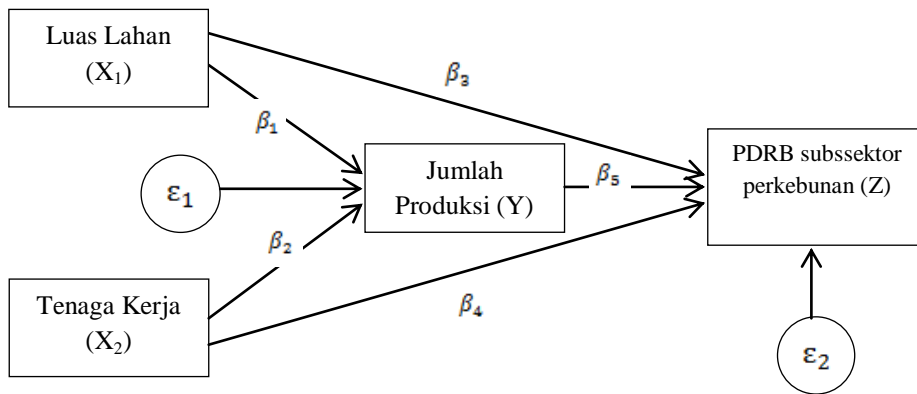 Luas Lahan
(X₁)
β₃
β₁
PDRB subssektor
perkebunan (Z)
Jumlah
Produksi (Y)
β₅
ε₁
β₂
Tenaga Kerja
(X₂)
β₄
ε₂